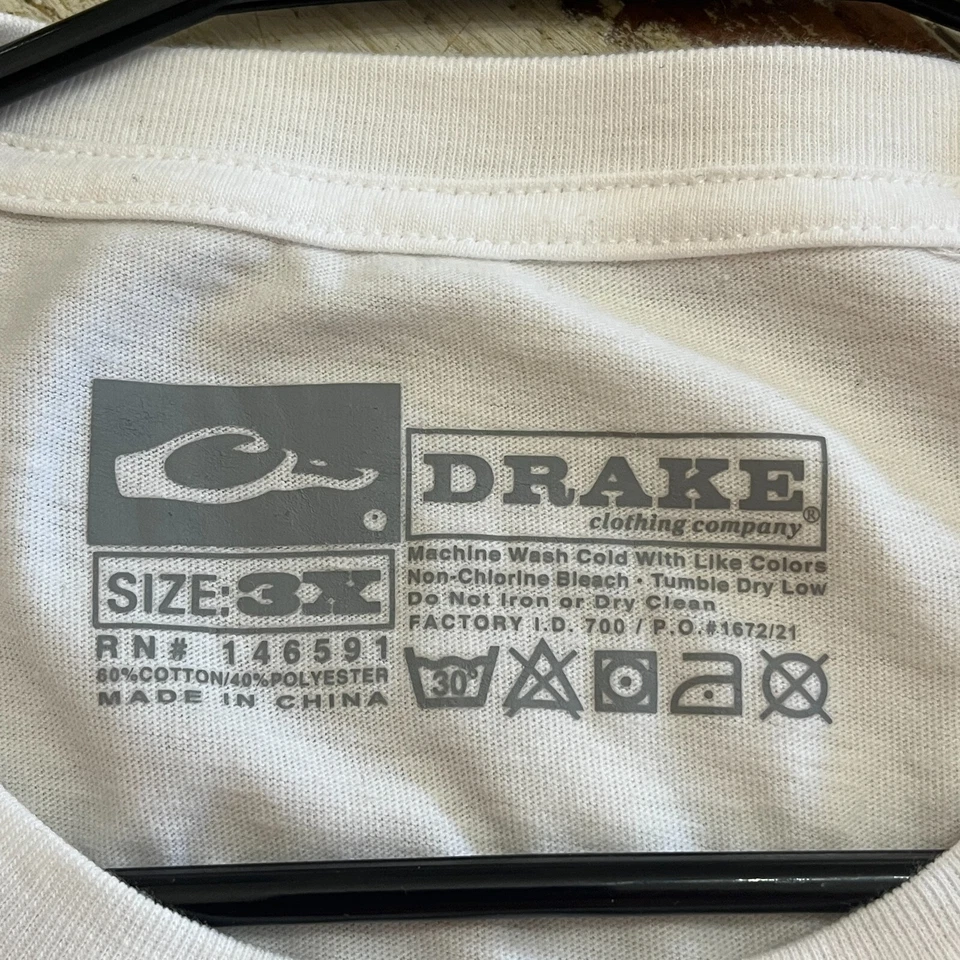 DRAKE®
clothing company
Machine Wash Cold With Like Colors
Non-Chlorine Bleach • Tumble Dry Low
Do Not Iron or Dry Clean
FACTORY I.D. 700 / P.O.#1672/21
30°
SIZE: 3X
RN# 146591
60%COTTON/40%POLYESTER
MADE IN CHINA